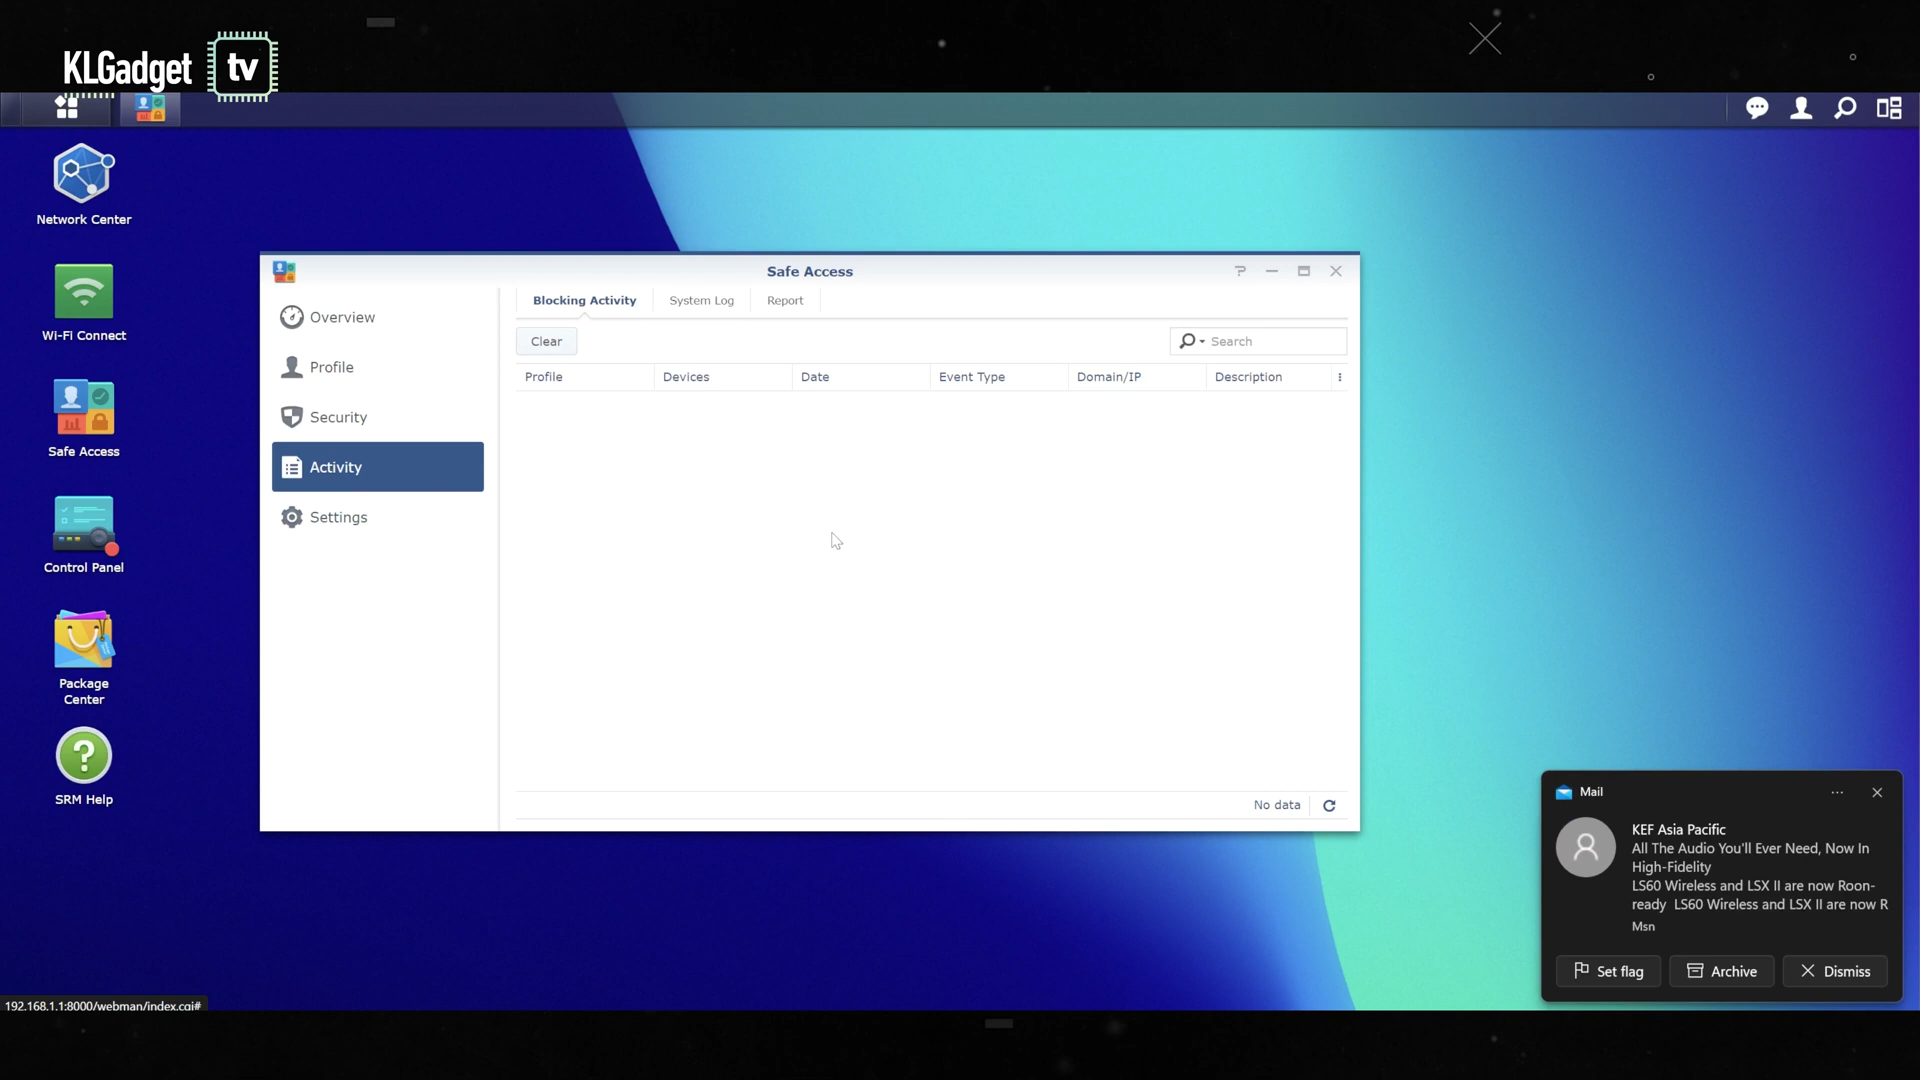 KLGadget tv
Network Center
Wi-Fi Connect
Safe Access
Control Panel
Package
Center
SRM Help
Safe Access
Overview
Profile
Security
Activity
Settings
Blocking Activity
System Log
Report
Clear
Search
Profile
Devices
Date
Event Type
Domain/IP
Description
No data
Mail
KEF Asia Pacific
All The Audio You'll Ever Need, Now In
High-Fidelity
LS60 Wireless and LSX II are now Roon-
ready LS60 Wireless and LSX II are now R
Msn
Set flag
Archive
Dismiss
192.168.1.1:8000/webman/index.cgi#